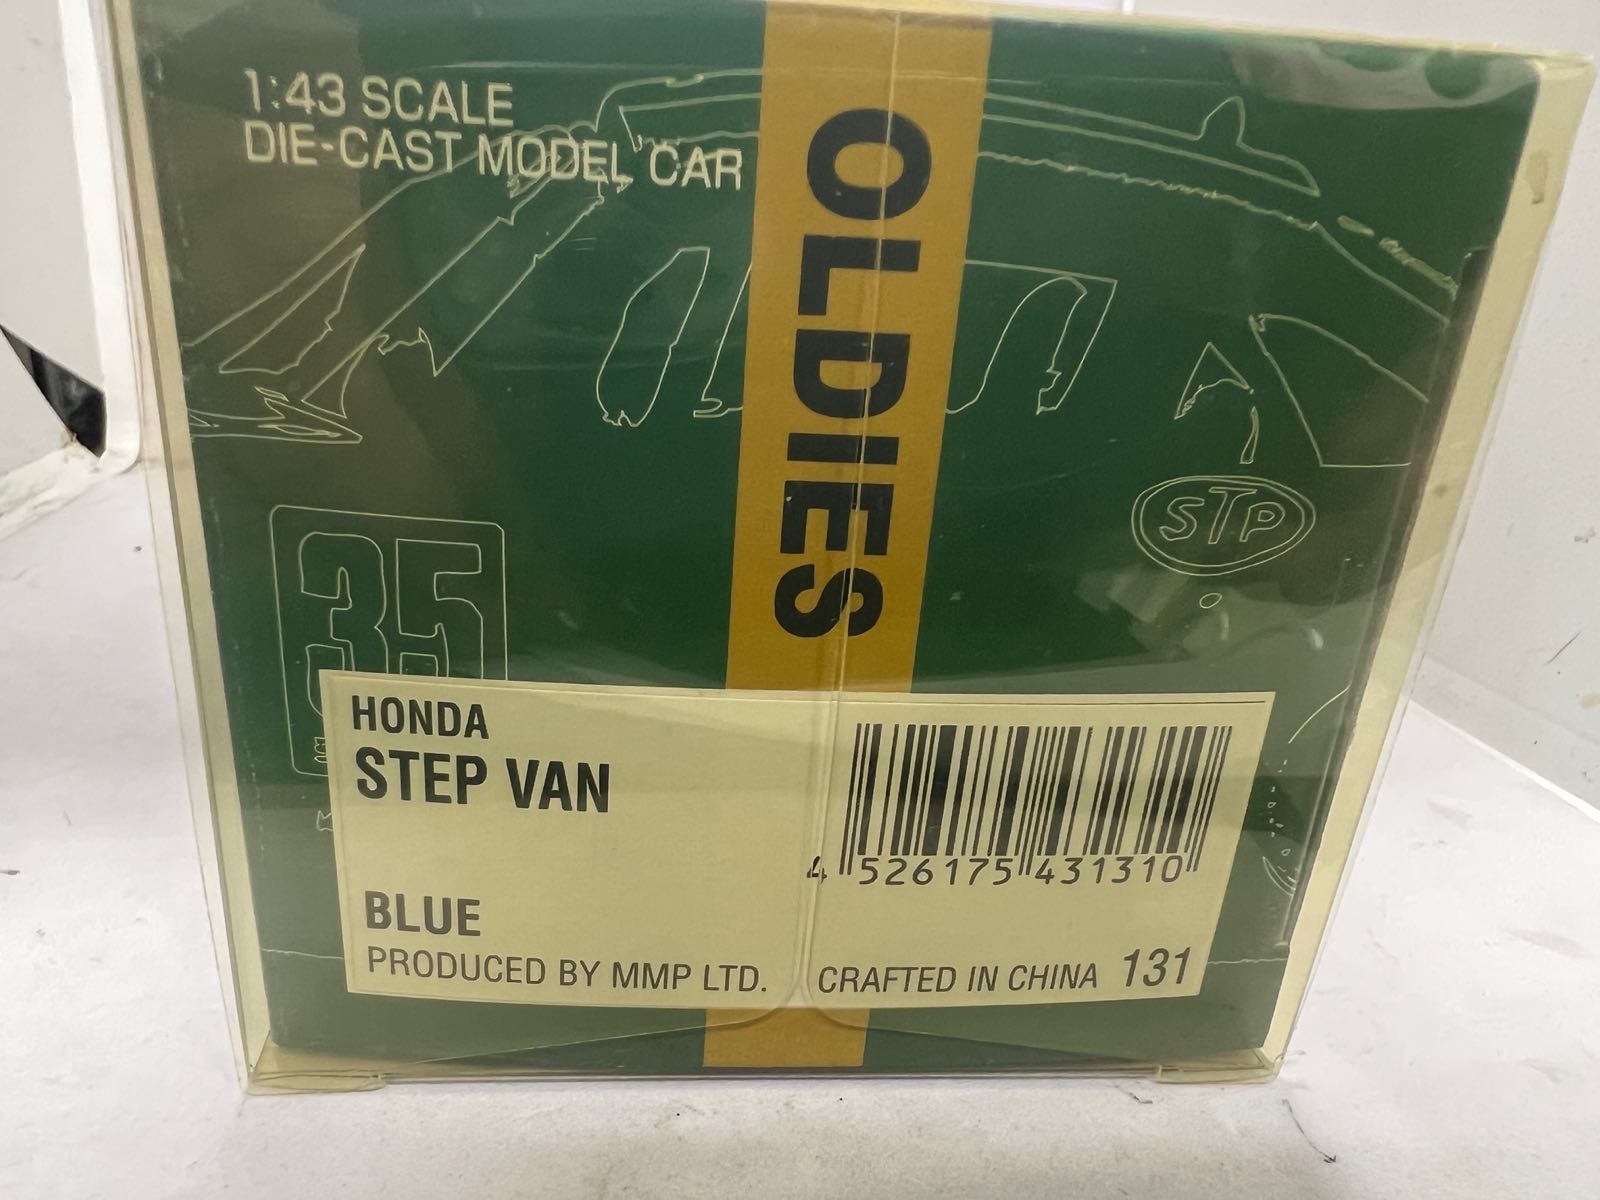 1:43 SCALE
DIE-CAST MODEL CAR
OLDIES
STP
35
HONDA
STEP VAN
BLUE
PRODUCED BY MMP LTD.
4 526175 431310
CRAFTED IN CHINA 131